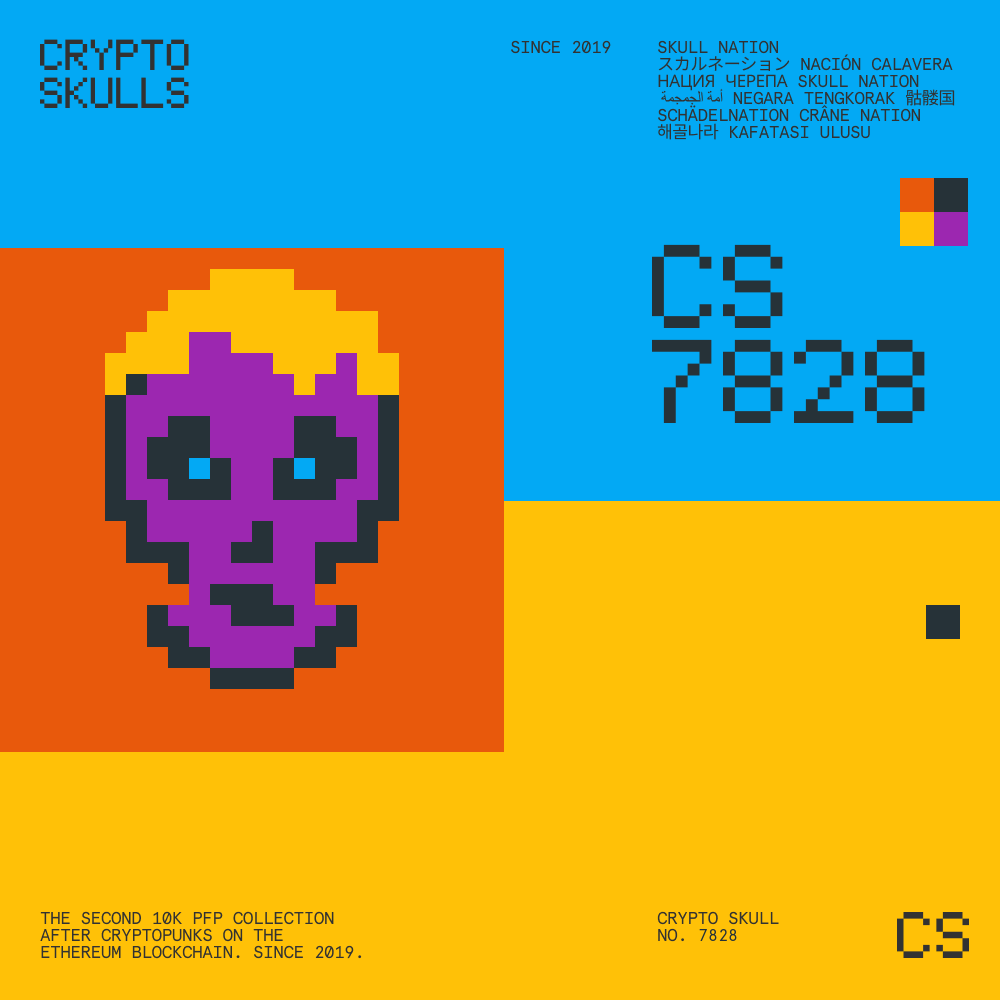 CRYPTO
SKULLS
SINCE 2019
SKULL NATION
スカルネーション NACIÓN CALAVERA
НАЦИЯ ЧЕРЕПА SKULL NATION
أمة الجمجمة NEGARA TENGKORAK 骷髅国
SCHÄDELNATION CRÂNE NATION
해골나라 KAFATASI ULUSU
CS
7828
THE SECOND 10K PFP COLLECTION
AFTER CRYPTOPUNKS ON THE
ETHEREUM BLOCKCHAIN. SINCE 2019.
CRYPTO SKULL
NO. 7828
CS